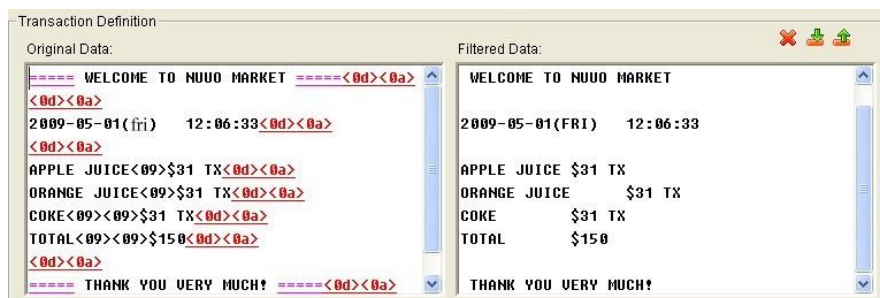 Transaction Definition
Original Data:
===== WELCOME TO NUUO MARKET =====<0d><0a>
<0d><0a>
2009-05-01(fri)   12:06:33<0d><0a>
<0d><0a>
APPLE JUICE<09>$31 TX<0d><0a>
ORANGE JUICE<09>$31 TX<0d><0a>
COKE<09><09>$31 TX<0d><0a>
TOTAL<09><09>$150<0d><0a>
<0d><0a>
===== THANK YOU VERY MUCH! =====<0d><0a>
Filtered Data:
WELCOME TO NUUO MARKET
2009-05-01(FRI)   12:06:33
APPLE JUICE $31 TX
ORANGE JUICE      $31 TX
COKE          $31 TX
TOTAL         $150
THANK YOU VERY MUCH!